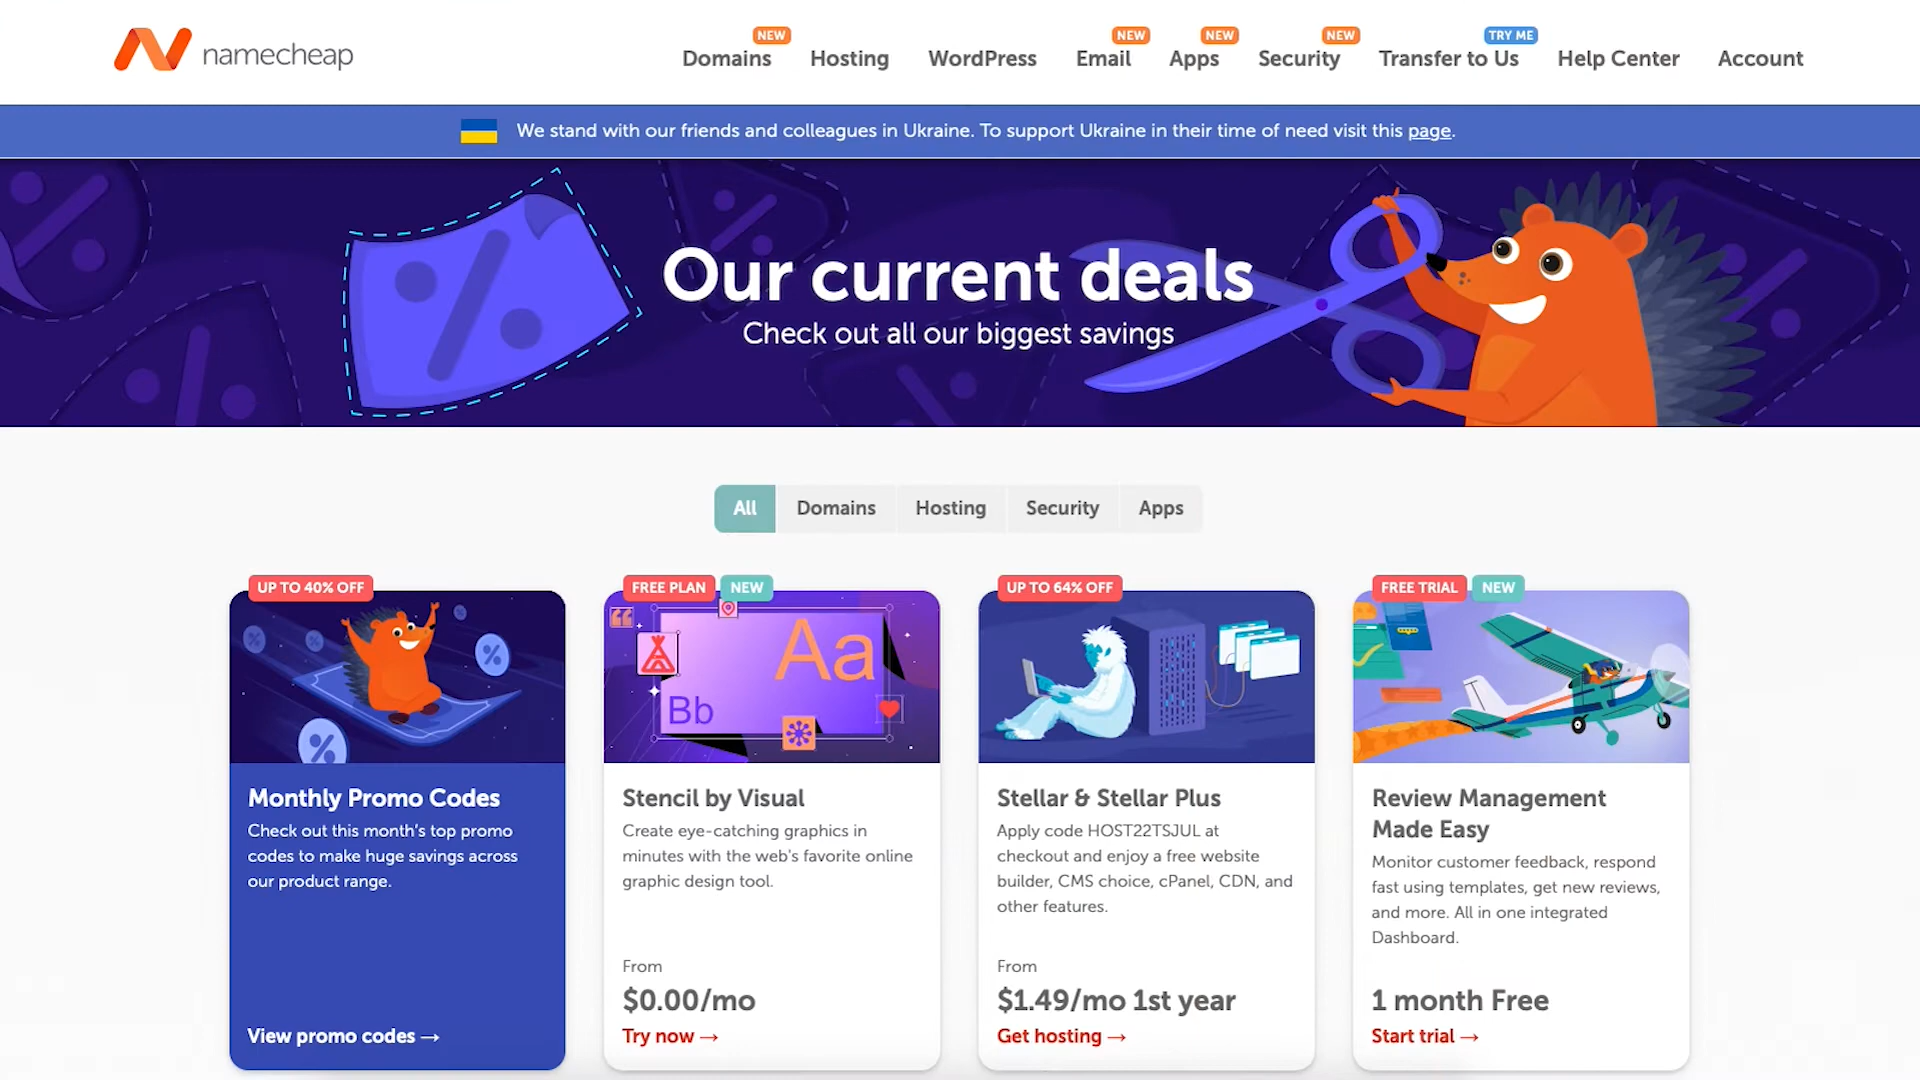 namecheap
NEW
NEW
NEW
NEW
TRY ME
Domains
Hosting
WordPress
Email
Apps
Security
Transfer to Us
Help Center
Account
We stand with our friends and colleagues in Ukraine. To support Ukraine in their time of need visit this page.
Our current deals
Check out all our biggest savings
All
Domains
Hosting
Security
Apps
UP TO 40% OFF
Monthly Promo Codes
Check out this month's top promo
codes to make huge savings across
our product range.
View promo codes →
FREE PLAN
NEW
Aa
Bb
Stencil by Visual
Create eye-catching graphics in
minutes with the web's favorite online
graphic design tool.
From
$0.00/mo
Try now →
UP TO 64% OFF
Stellar & Stellar Plus
Apply code HOST22TSJUL at
checkout and enjoy a free website
builder, CMS choice, cPanel, CDN, and
other features.
From
$1.49/mo 1st year
Get hosting →
FREE TRIAL
NEW
Review Management
Made Easy
Monitor customer feedback, respond
fast using templates, get new reviews,
and more. All in one integrated
Dashboard.
1 month Free
Start trial →